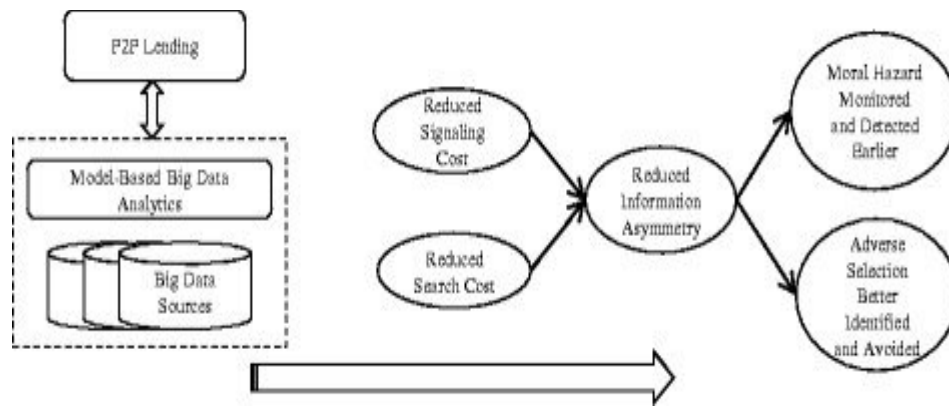 P2P Lending
Model-Based Big Data
Analytics
Big Data
Sources
Reduced
Signaling
Cost
Reduced
Search Cost
Reduced
Information
Asymmetry
Moral Hazard
Monitored
and Detected
Earlier
Adverse
Selection
Better
Identified
and Avoided